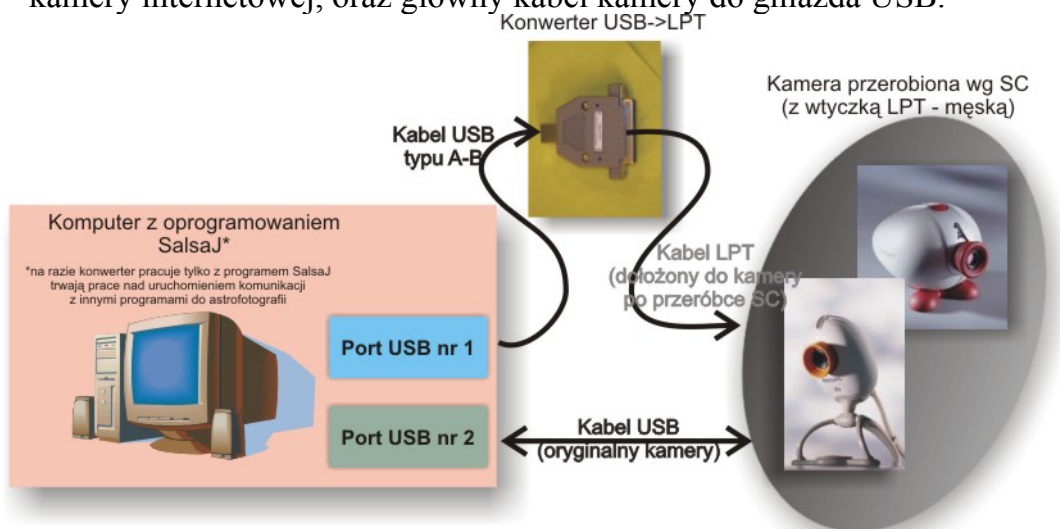 kamery internetowej, oraz główny kabel kamery do gniazda USB.
Konwerter USB->LPT
Kamera przerobiona wg SC
(z wtyczką LPT - męską)
Kabel USB
typu A-B
Komputer z oprogramowaniem
SalsaJ*
*na razie konwerter pracuje tylko z programem SalsaJ
trwają prace nad uruchomieniem komunikacji
z innymi programami do astrofotografii
Kabel LPT
(dołożony do kamery
po przeróbce SC)
Port USB nr 1
Port USB nr 2
Kabel USB
(oryginalny kamery)